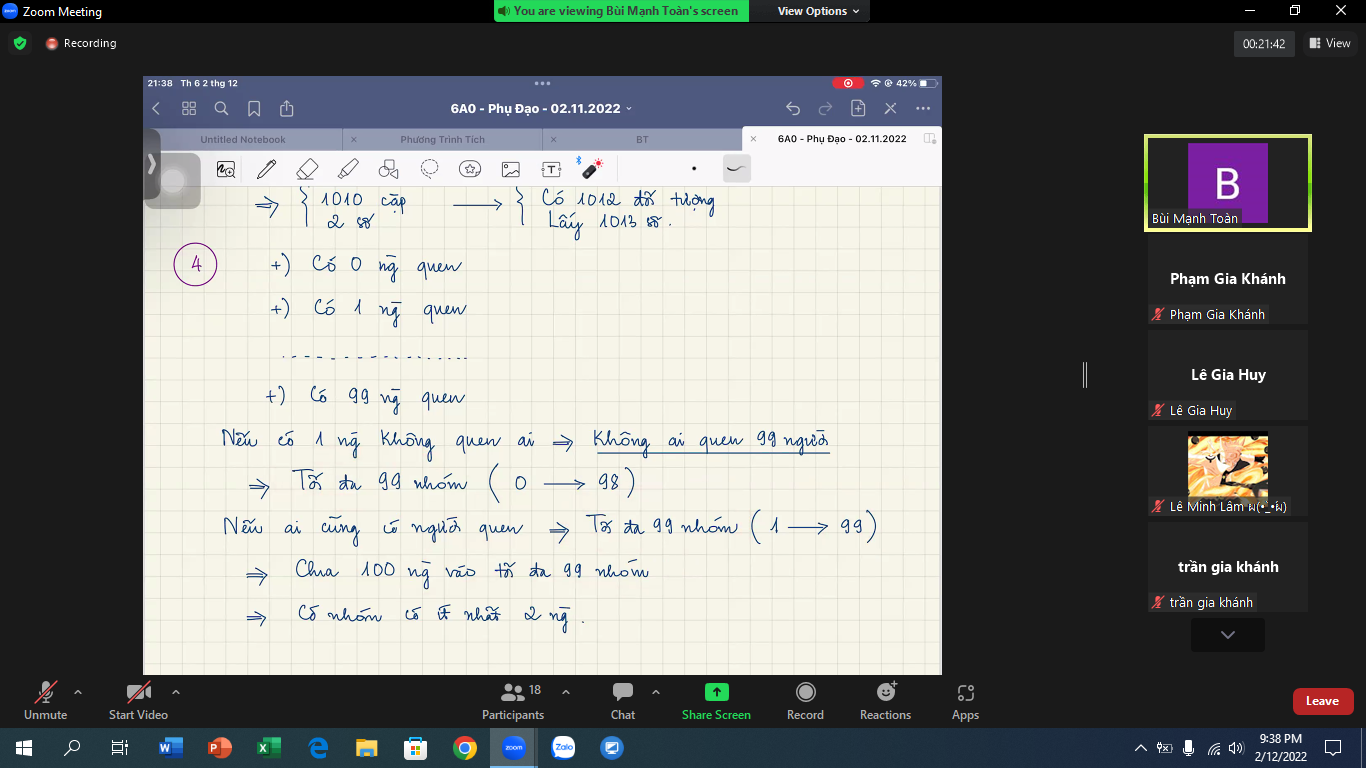 Zoom Meeting
You are viewing Bùi Mạnh Toàn's screen
View Options
Recording
00:21:42
View
21:38 Th 6 2 thg 12
42%
6A0 - Phụ Đạo - 02.11.2022
Untitled Notebook
Phương Trình Tích
BT
6A0 - Phụ Đạo - 02.11.2022
⇒ { 1010 cặp ⟶ { Có 1012 đối tượng
2 số Lấy 1013 số.
4 +) Có 0 ng̃ quen
+) Có 1 ng̃ quen
+) Có 99 ng̃ quen
Nếu có 1 ng̃ không quen ai ⇒ Không ai quen 99 người
⇒ Tối đa 99 nhóm ( 0 ⟶ 98 )
Nếu ai cũng có người quen ⇒ Tối đa 99 nhóm ( 1 ⟶ 99 )
⇒ Chia 100 ng̃ vào tối đa 99 nhóm
⇒ Có nhóm có ít nhất 2 ng̃.
B
Bùi Mạnh Toàn
Phạm Gia Khánh
Phạm Gia Khánh
Lê Gia Huy
Lê Gia Huy
Lê Minh Lâm
trần gia khánh
trần gia khánh
Unmute
Start Video
Participants
18
Chat
Share Screen
Record
Reactions
Apps
Leave
zoom
Zalo
9:38 PM
2/12/2022